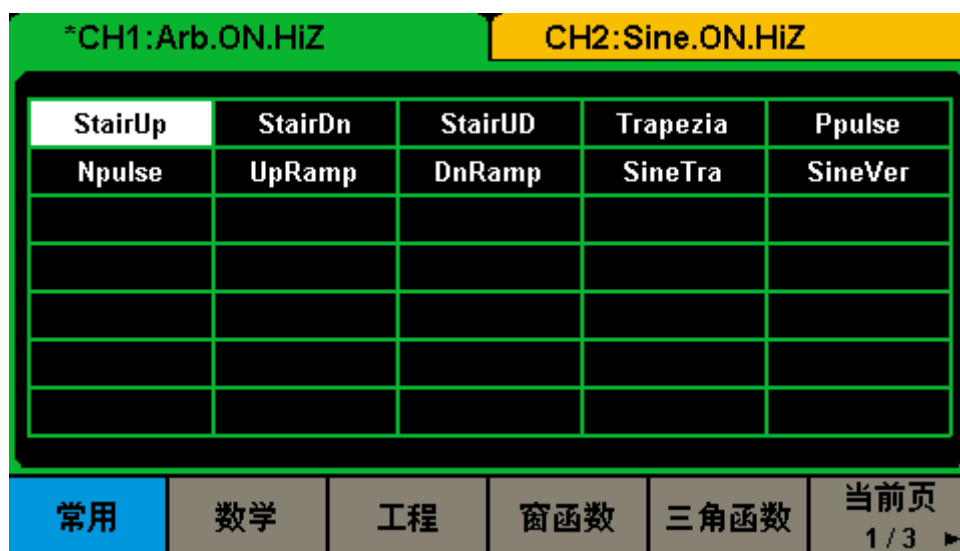 *CH1:Arb.ON.HiZ CH2:Sine.ON.HiZ
StairUp StairDn StairUD Trapezia Ppulse
Npulse UpRamp DnRamp SineTra SineVer
常用 数学 工程 窗函数 三角函数 当前页
1/3 ►